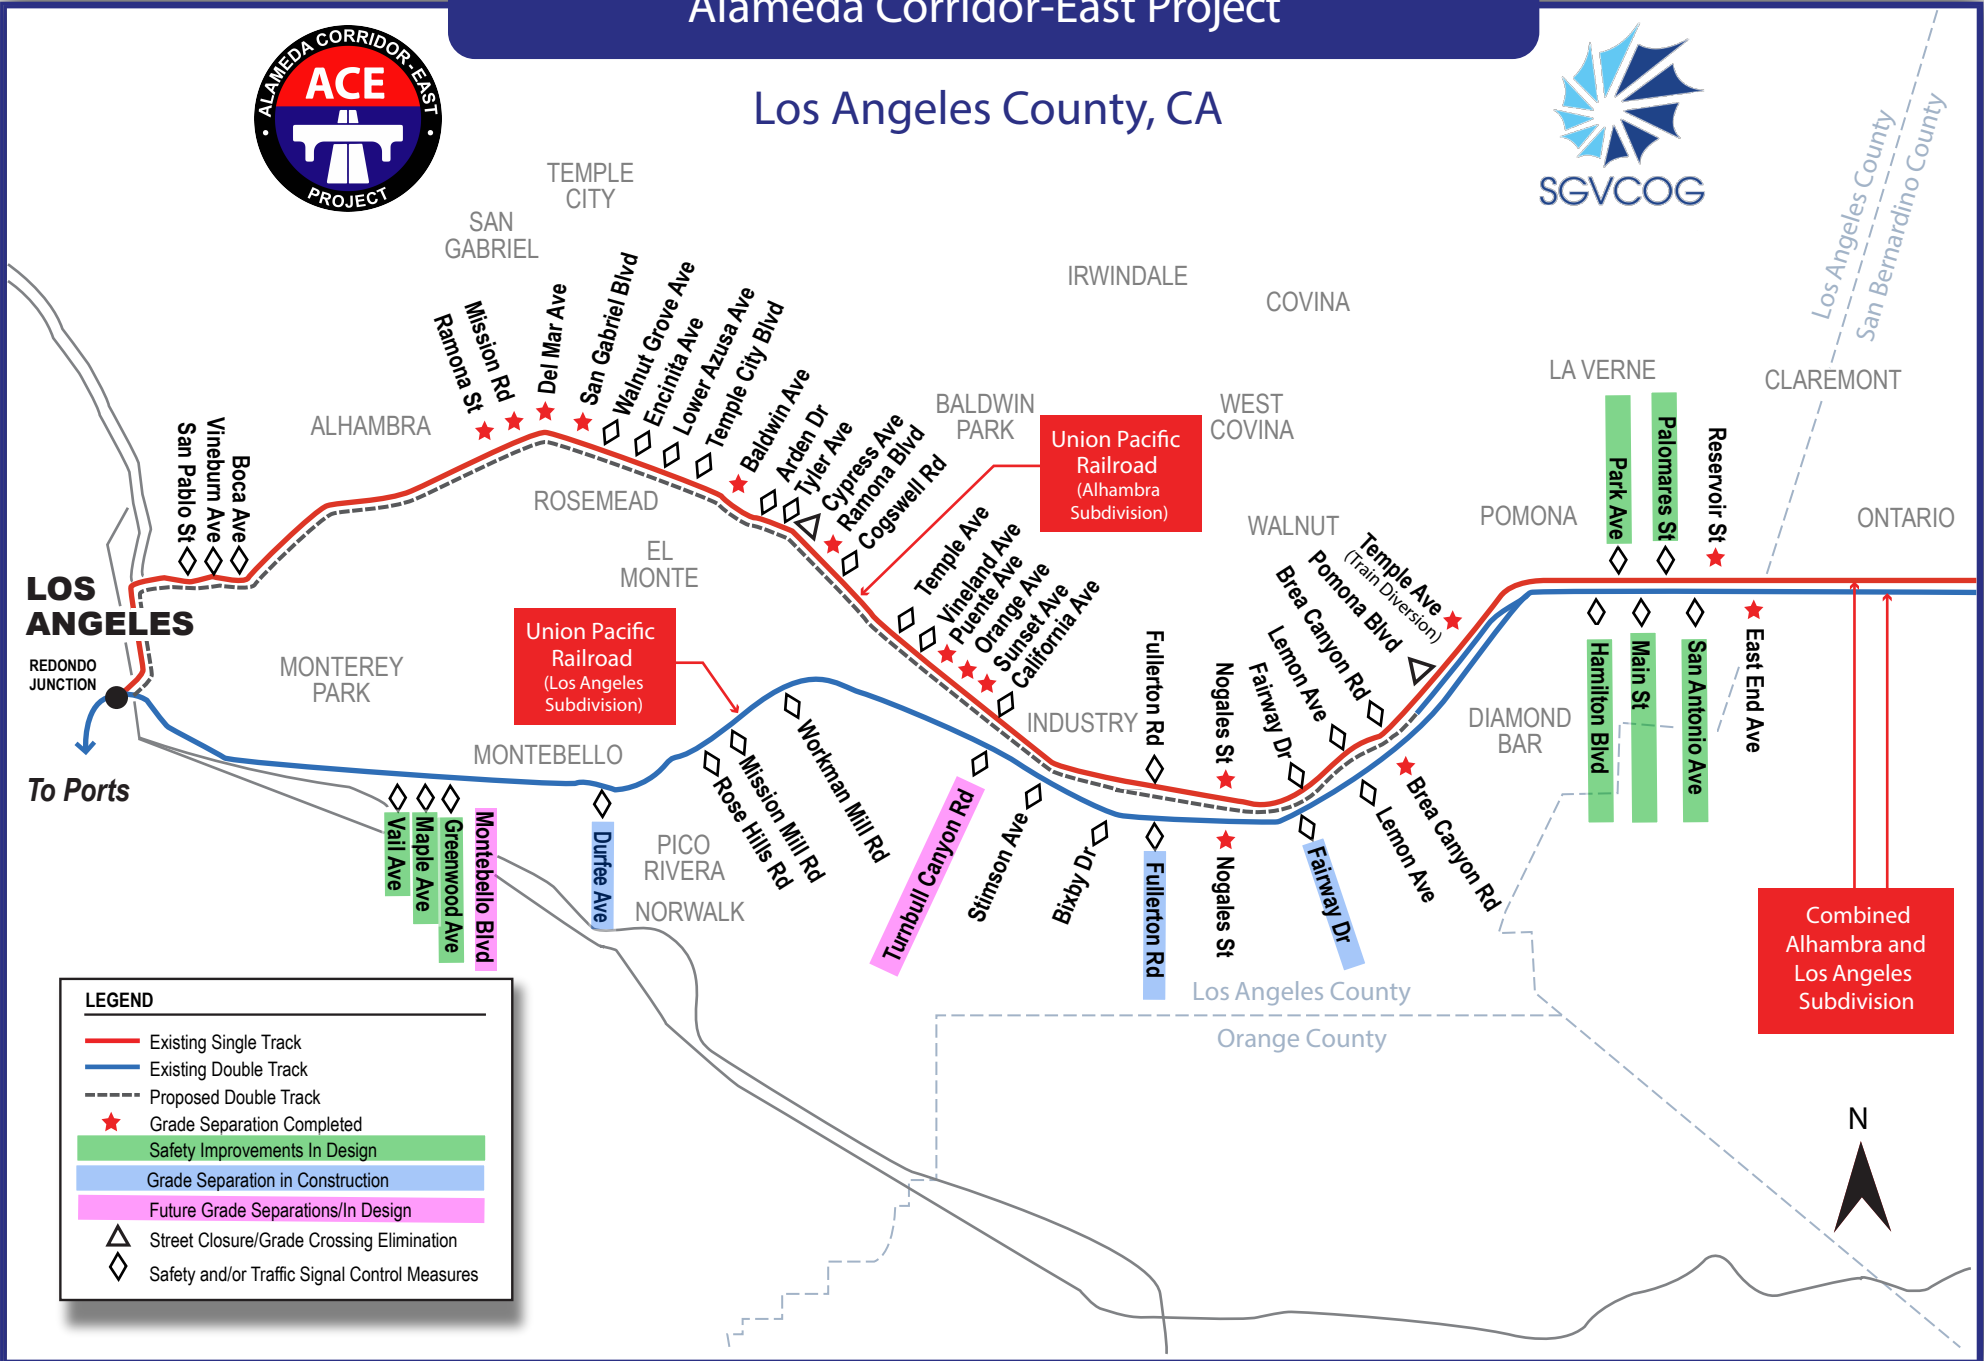 Alameda Corridor-East Project
ALAMEDA CORRIDOR-EAST
ACE
PROJECT
Los Angeles County, CA
SGVCOG
Los Angeles County
San Bernardino County
TEMPLE
CITY
SAN
GABRIEL
IRWINDALE
COVINA
LA VERNE
CLAREMONT
ALHAMBRA
BALDWIN
PARK
WEST
COVINA
ROSEMEAD
EL
MONTE
WALNUT
POMONA
ONTARIO
San Pablo St
Vineburn Ave
Boca Ave
Ramona St
Mission Rd
Del Mar Ave
San Gabriel Blvd
Walnut Grove Ave
Encinita Ave
Lower Azusa Ave
Temple City Blvd
Baldwin Ave
Arden Dr
Tyler Ave
Cypress Ave
Ramona Blvd
Cogswell Rd
Union Pacific
Railroad
(Alhambra
Subdivision)
Temple Ave
Vineland Ave
Puente Ave
Orange Ave
Sunset Ave
California Ave
Fullerton Rd
Nogales St
Fairway Dr
Lemon Ave
Brea Canyon Rd
Pomona Blvd
Temple Ave
(Train Diversion)
Park Ave
Palomares St
Reservoir St
LOS
ANGELES
REDONDO
JUNCTION
To Ports
MONTEREY
PARK
Union Pacific
Railroad
(Los Angeles
Subdivision)
MONTEBELLO
INDUSTRY
DIAMOND
BAR
PICO
RIVERA
NORWALK
Vail Ave
Maple Ave
Greenwood Ave
Montebello Blvd
Durfee Ave
Rose Hills Rd
Mission Mill Rd
Workman Mill Rd
Turnbull Canyon Rd
Stimson Ave
Bixby Dr
Fullerton Rd
Nogales St
Fairway Dr
Lemon Ave
Brea Canyon Rd
Hamilton Blvd
Main St
San Antonio Ave
East End Ave
Combined
Alhambra and
Los Angeles
Subdivision
Los Angeles County
Orange County
LEGEND
Existing Single Track
Existing Double Track
Proposed Double Track
Grade Separation Completed
Safety Improvements In Design
Grade Separation in Construction
Future Grade Separations/In Design
Street Closure/Grade Crossing Elimination
Safety and/or Traffic Signal Control Measures
N